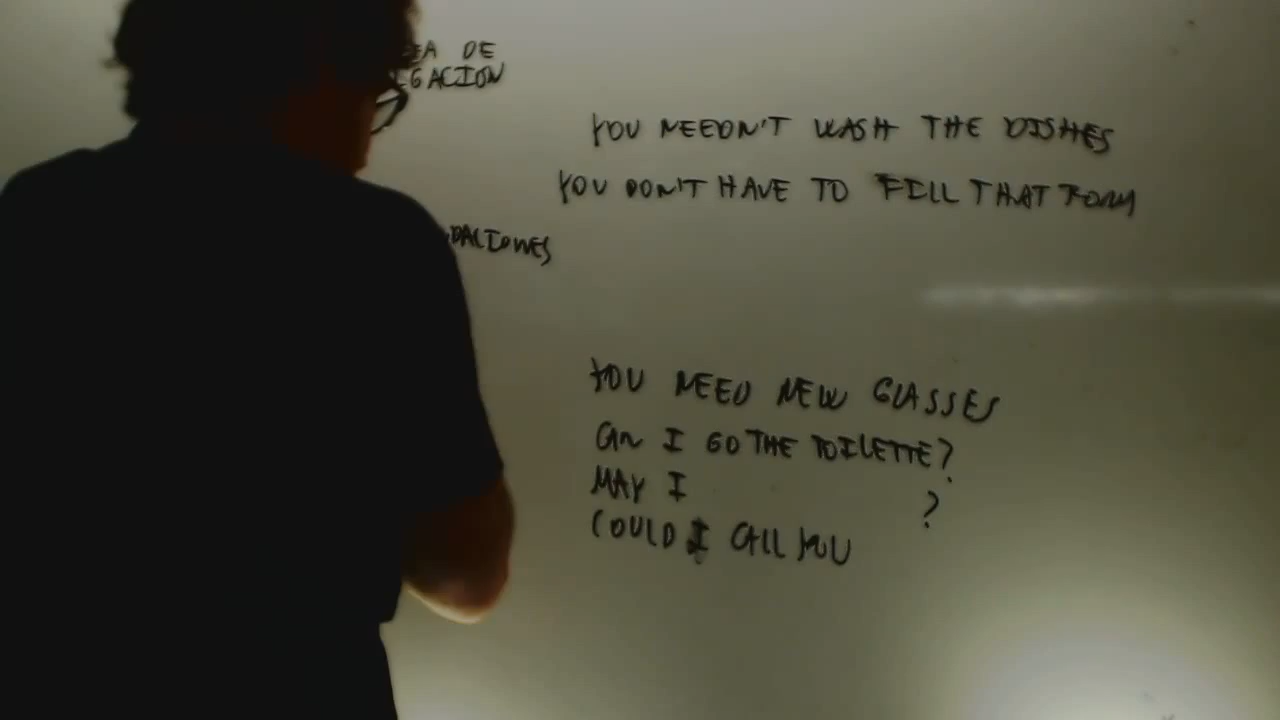 DE
YOU NEEDN'T WASH THE DISHES
YOU DON'T HAVE TO FILL THAT FORM
YOU NEED NEW GLASSES
CAN I GO THE TOILETTE?
MAY I ?
COULD I CALL YOU